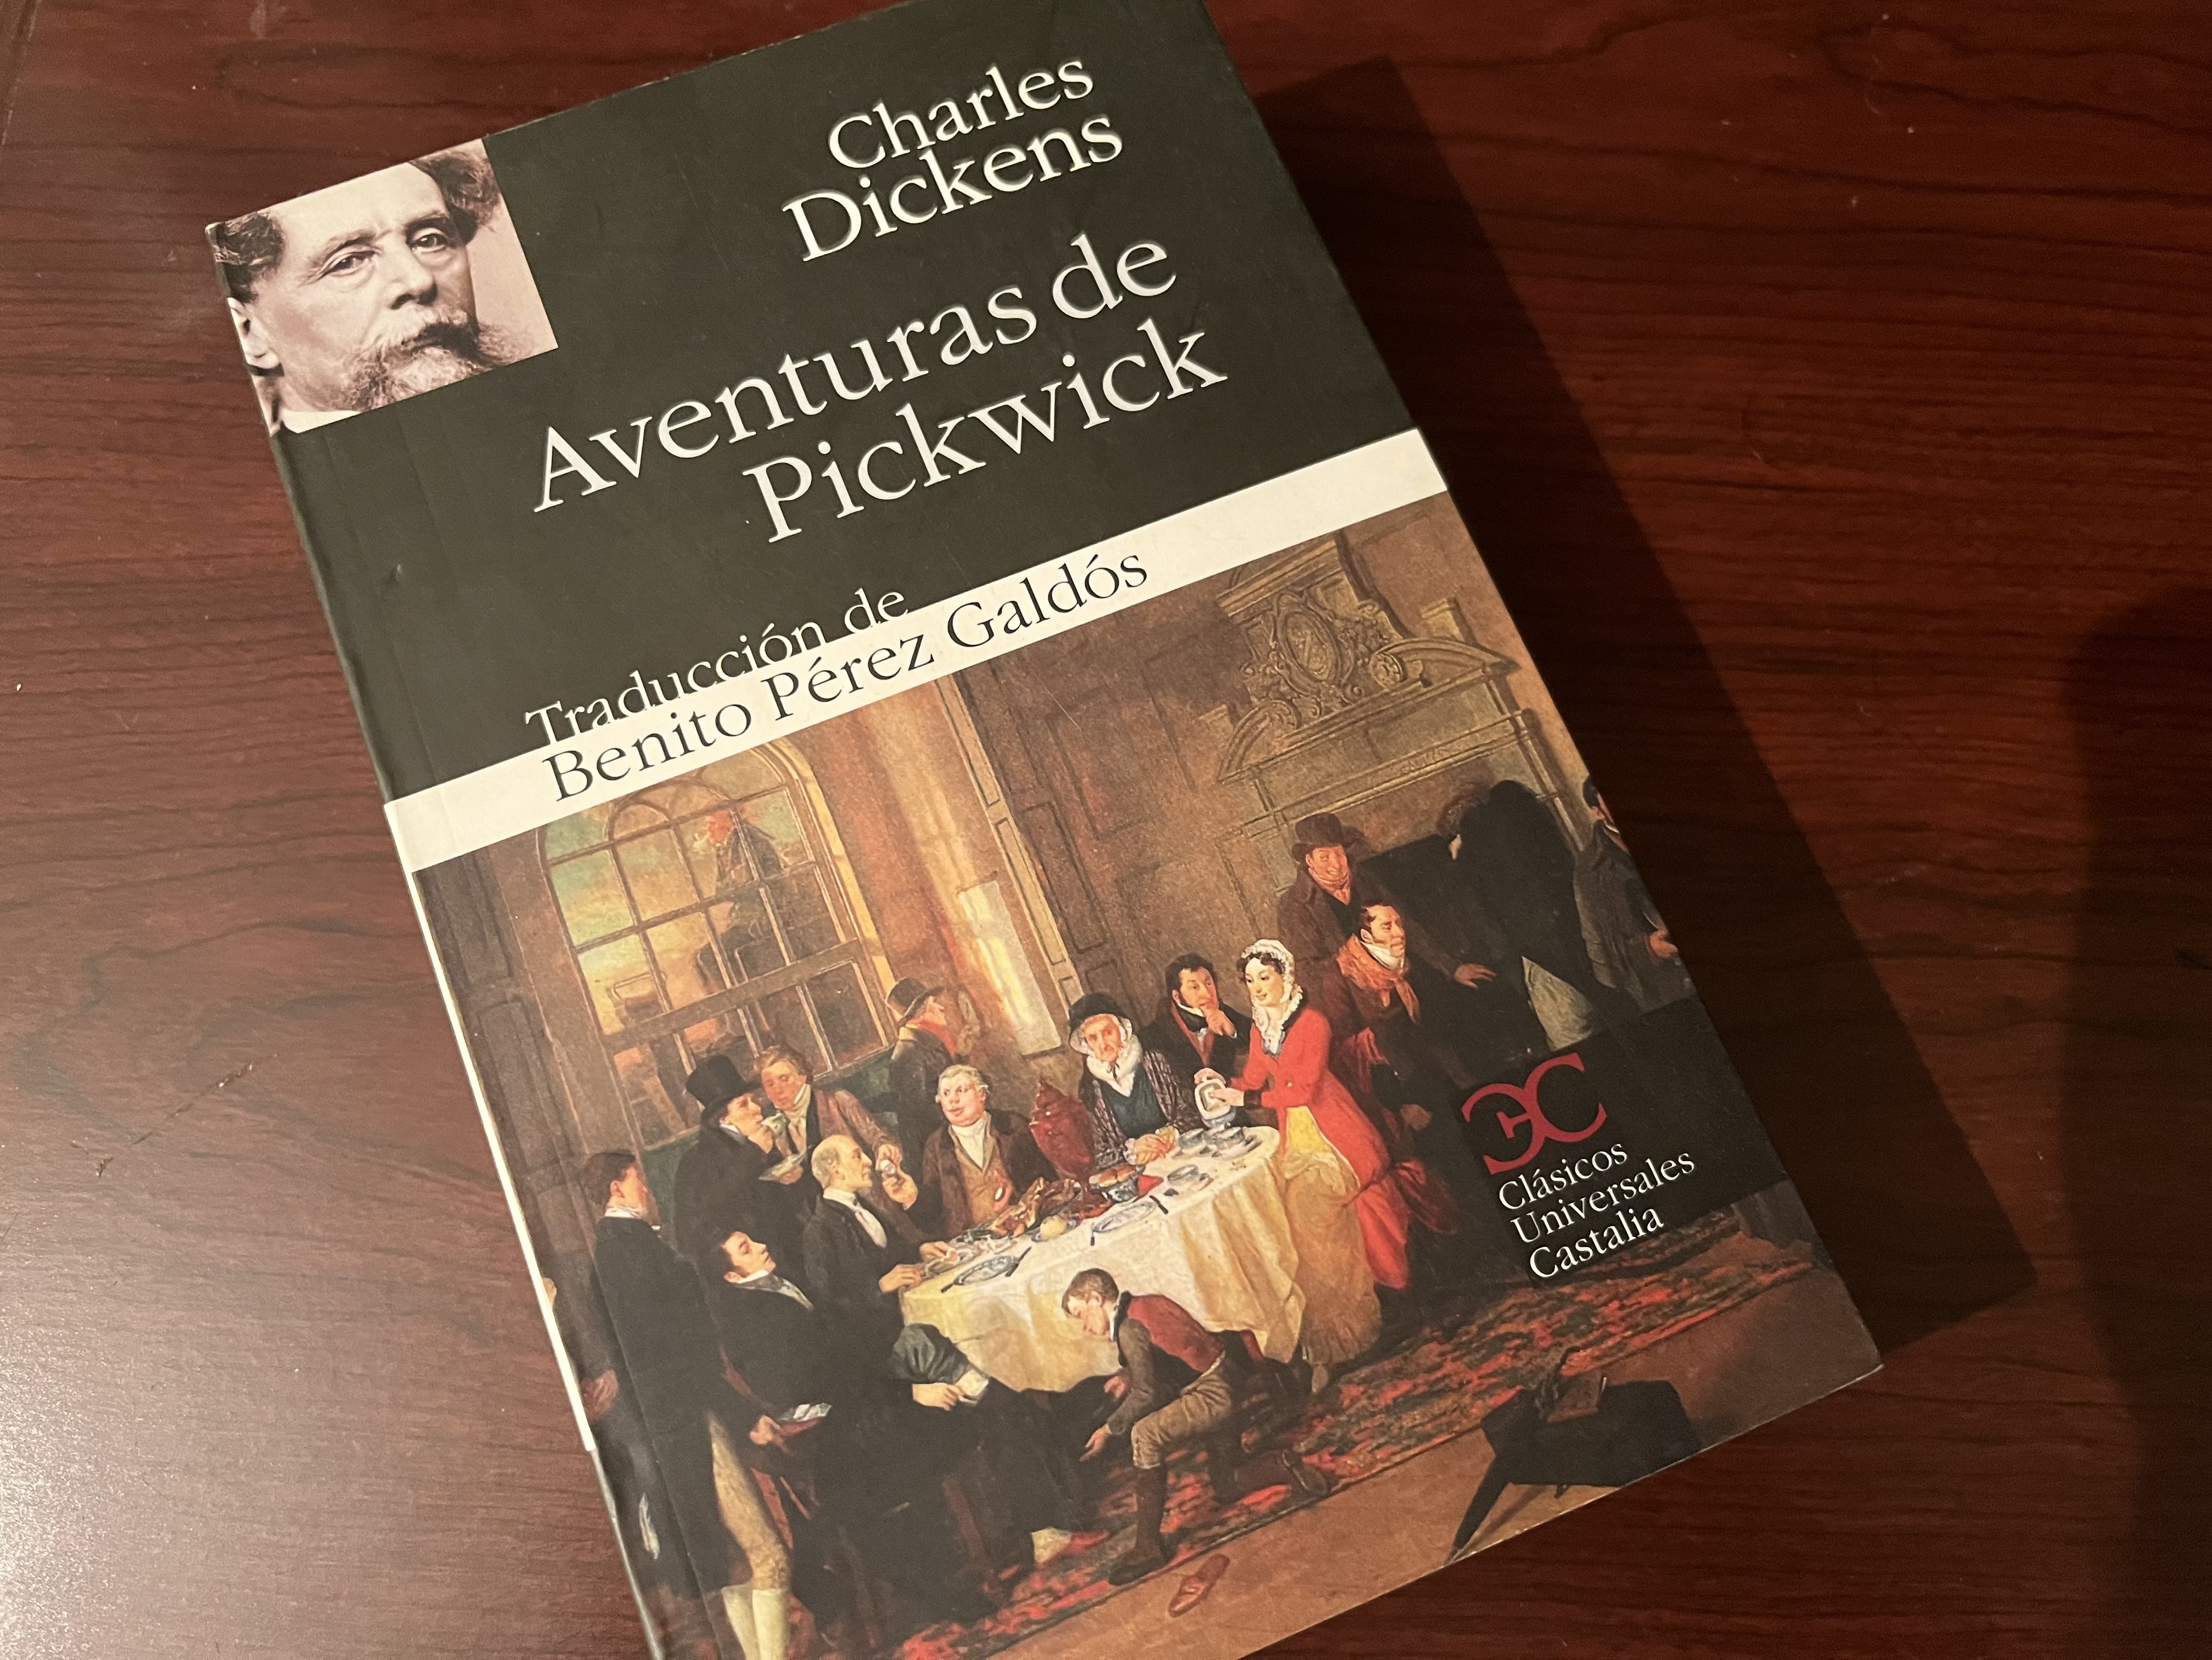 Charles
Dickens
Aventuras de
Pickwick
Traducción de
Benito Pérez Galdós
Clásicos
Universales
Castalia